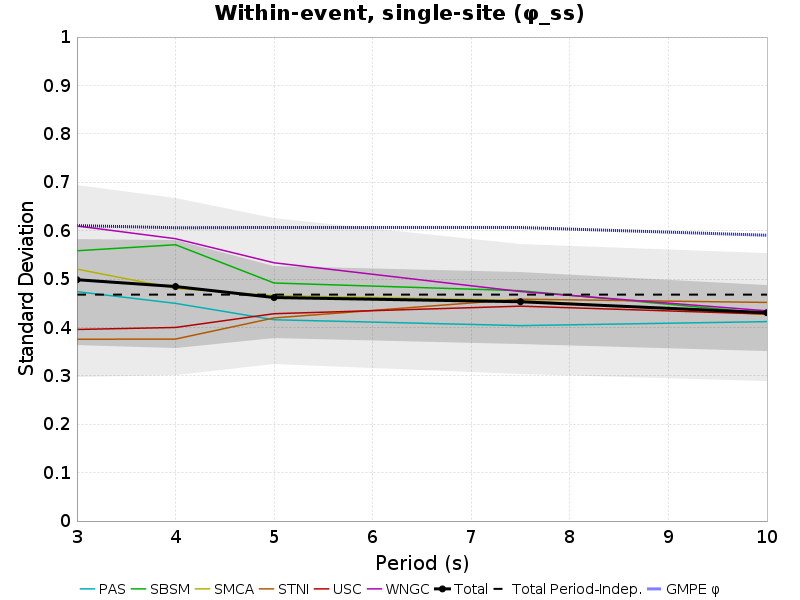 Within-event, single-site (φ_ss)
1
0.9
0.8
0.7
0.6
0.5
0.4
0.3
0.2
0.1
0
Standard Deviation
3 4 5 6 7 8 9 10
Period (s)
PAS SBSM SMCA STNI USC WNGC Total Total Period-Indep. GMPE φ